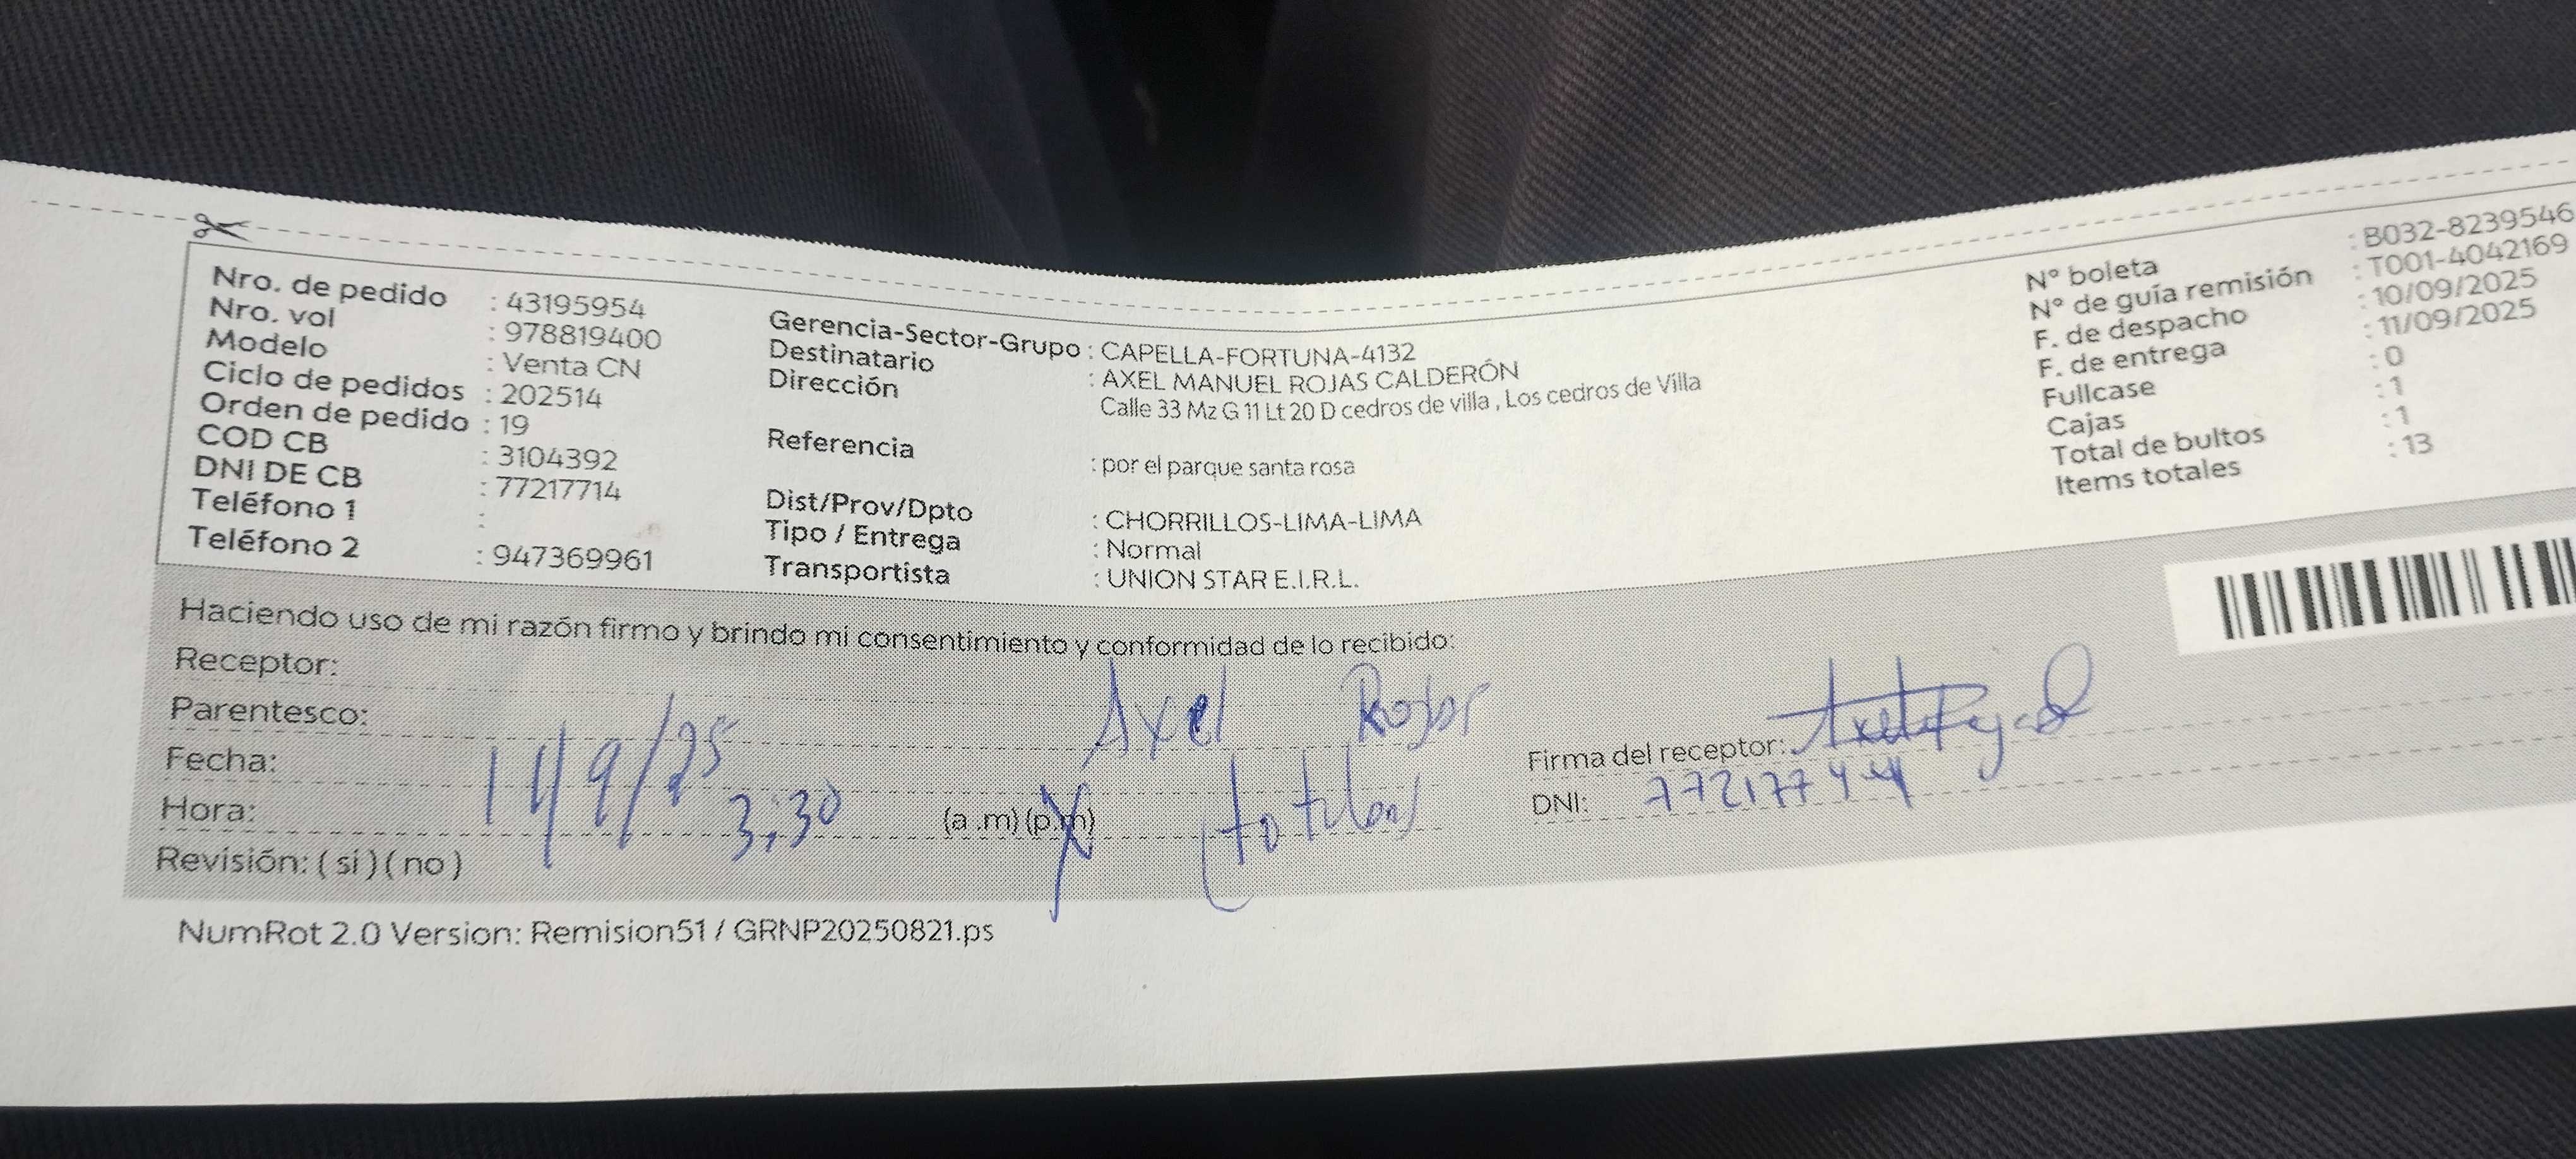 Nro. de pedido : 43195954
Nro. vol : 978819400
Modelo : Venta CN
Ciclo de pedidos : 202514
Orden de pedido : 19
COD CB : 3104392
DNI DE CB : 77217714
Teléfono 1 :
Teléfono 2 : 947369961
Gerencia-Sector-Grupo : CAPELLA-FORTUNA-4132
Destinatario : AXEL MANUEL ROJAS CALDERÓN
Dirección Calle 33 Mz G 11 Lt 20 D cedros de villa , Los cedros de Villa
Referencia : por el parque santa rosa
Dist/Prov/Dpto : CHORRILLOS-LIMA-LIMA
Tipo / Entrega : Normal
Transportista : UNION STAR E.I.R.L.
N° boleta : B032-8239546
N° de guía remisión : T001-4042169
F. de despacho : 10/09/2025
F. de entrega : 11/09/2025
Fullcase : 0
Cajas : 1
Total de bultos : 1
Items totales : 13
Haciendo uso de mi razón firmo y brindo mi consentimiento y conformidad de lo recibido:
Receptor: Axel Rojas
Parentesco:
Fecha: 11/9/25
Hora: 3:30 (a .m) (p.m)
Revisión: ( si ) ( no )
Firma del receptor:
DNI:
NumRot 2.0 Version: Remision51 / GRNP20250821.ps